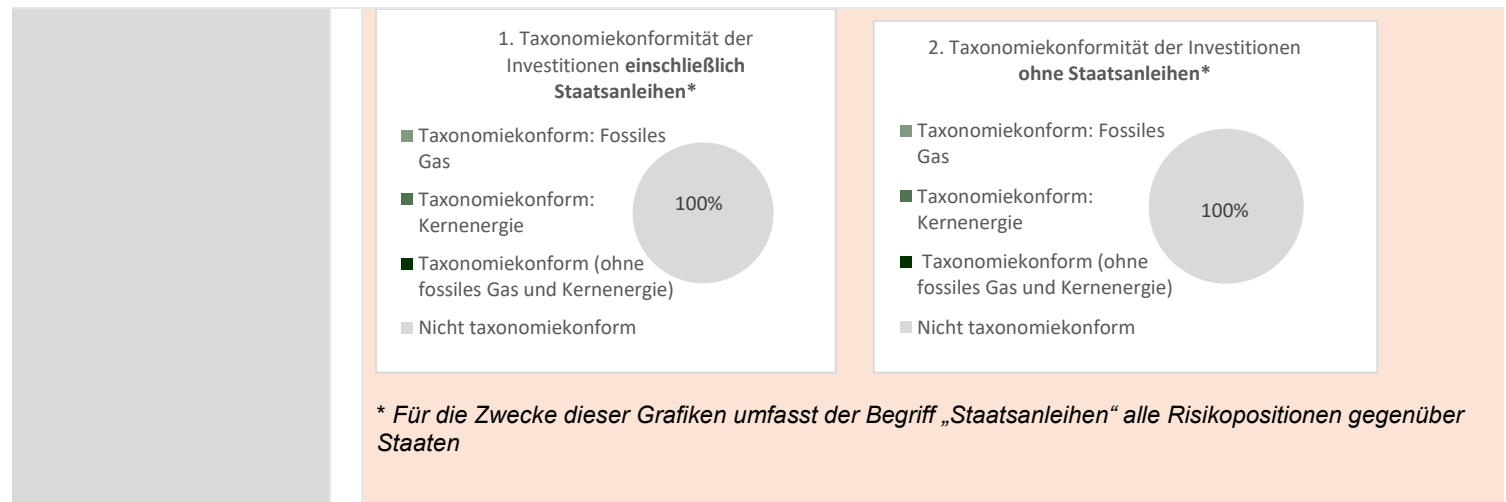 1. Taxonomiekonformität der
Investitionen einschließlich
Staatsanleihen*
Taxonomiekonform: Fossiles
Gas
Taxonomiekonform:
Kernenergie
Taxonomiekonform (ohne
fossiles Gas und Kernenergie)
Nicht taxonomiekonform
100%
2. Taxonomiekonformität der Investitionen
ohne Staatsanleihen*
Taxonomiekonform: Fossiles
Gas
Taxonomiekonform:
Kernenergie
Taxonomiekonform (ohne
fossiles Gas und Kernenergie)
Nicht taxonomiekonform
100%
* Für die Zwecke dieser Grafiken umfasst der Begriff „Staatsanleihen“ alle Risikopositionen gegenüber
Staaten